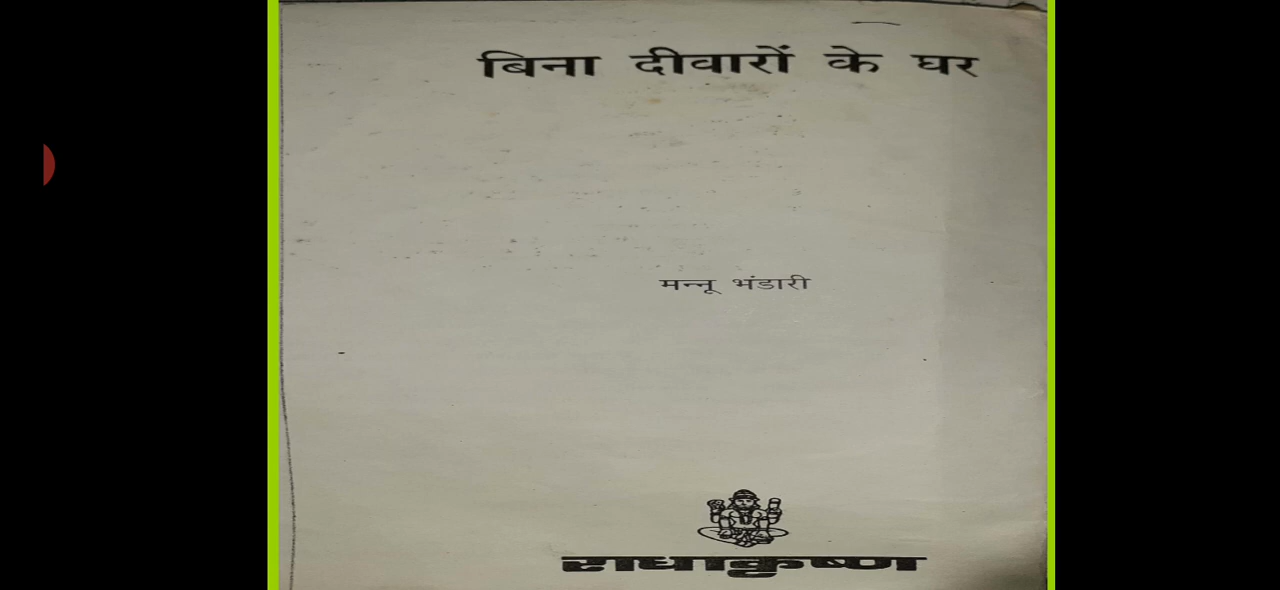 बिना दीवारों के घर
मन्नू भंडारी
राधाकृष्ण